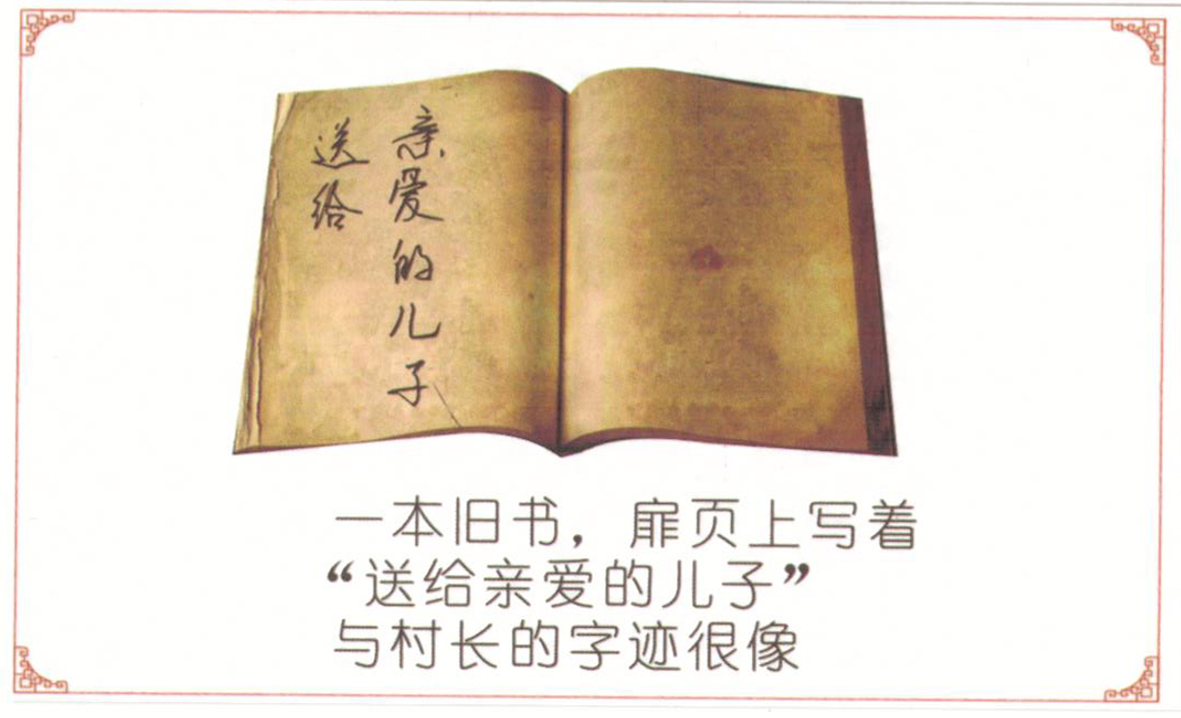 送给
亲爱的儿子
一本旧书，扉页上写着
“送给亲爱的儿子”
与村长的字迹很像